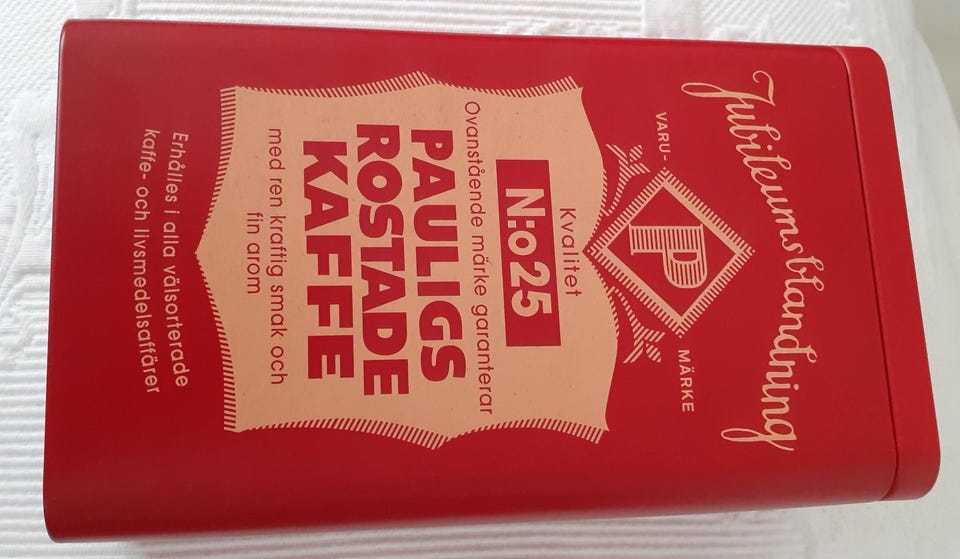 Jubileumsblandning
VARU- MÄRKE
P
Kvalitet
N:o 25
Ovanstående märke garanterar
PAULIGS
ROSTADE
KAFFE
med ren kraftig smak och
fin arom
Erhålles i alla välsorterade
kaffe- och livsmedelsaffärer